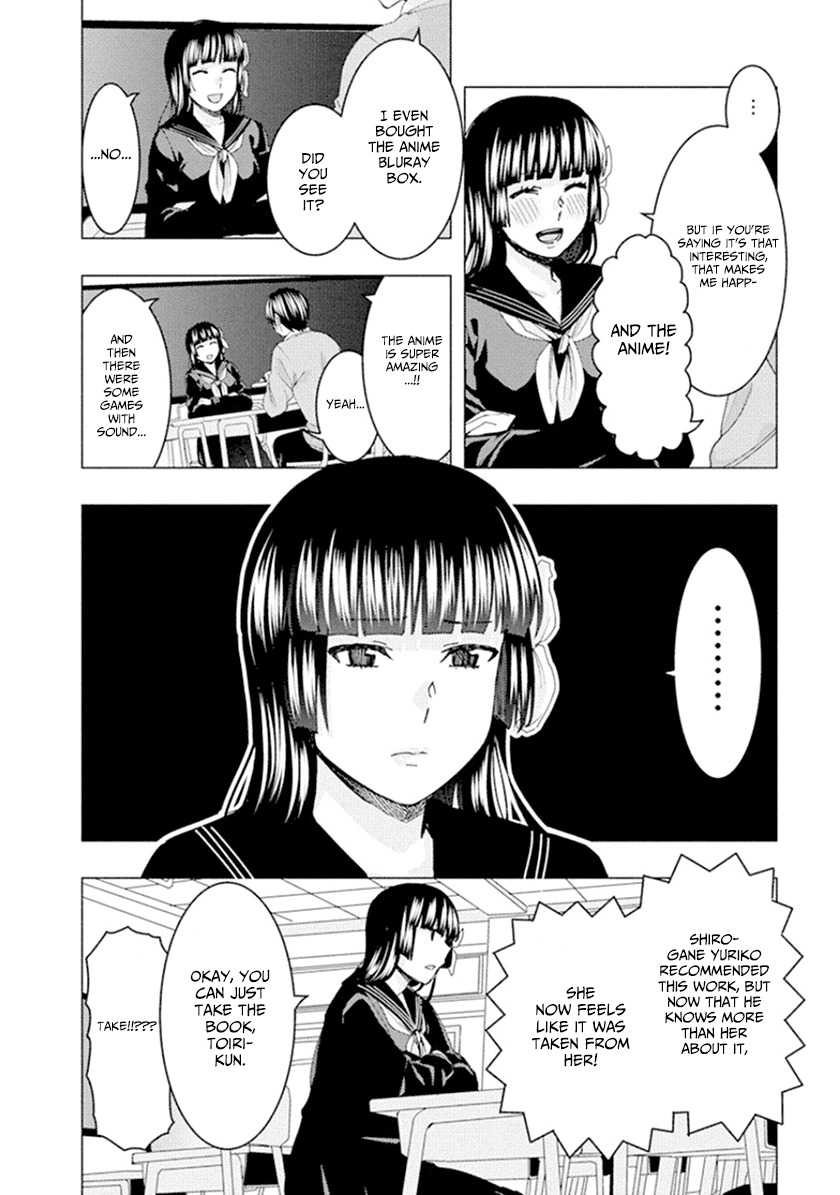 ...
BUT IF YOU'RE
SAYING IT'S THAT
INTERESTING,
THAT MAKES
ME HAPP-
AND THE
ANIME!
I EVEN
BOUGHT
THE ANIME
BLURAY
BOX.
DID
YOU
SEE
IT?
...NO...
THE ANIME
IS SUPER
AMAZING
...!!
YEAH...
AND
THEN
THERE
WERE
SOME
GAMES
WITH
SOUND...
.........
SHIRO-
GANE YURIKO
RECOMMENDED
THIS WORK, BUT
NOW THAT HE
KNOWS MORE
THAN HER
ABOUT IT,
SHE
NOW FEELS
LIKE IT WAS
TAKEN FROM
HER!
OKAY, YOU
CAN JUST
TAKE THE
BOOK,
TOIRI-
KUN.
TAKE!!???